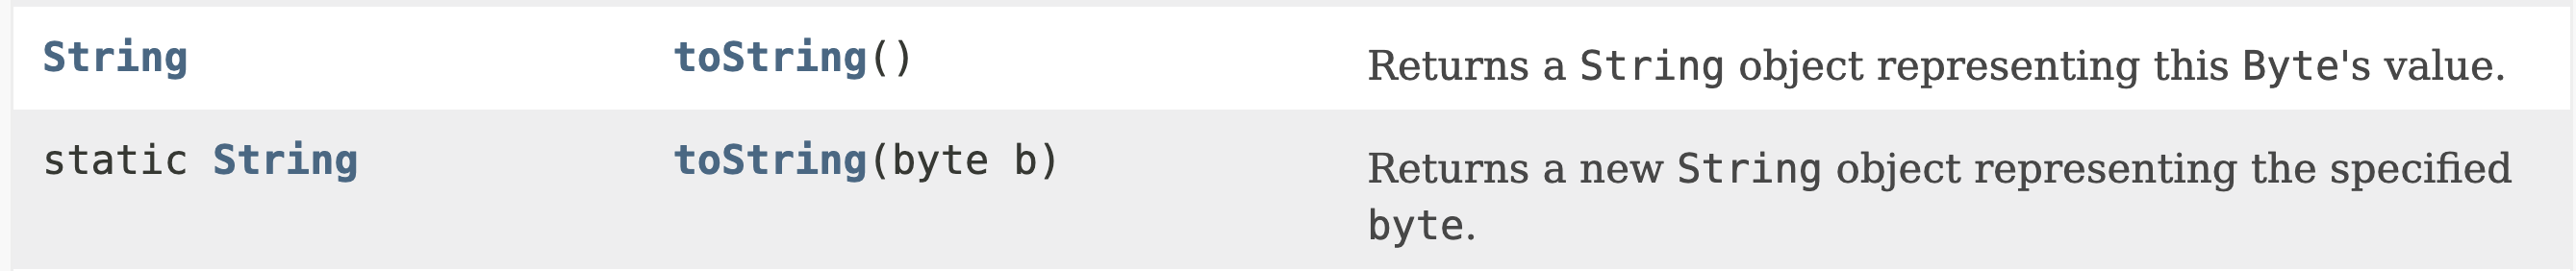 String toString() Returns a String object representing this Byte's value.
static String toString(byte b) Returns a new String object representing the specified
byte.